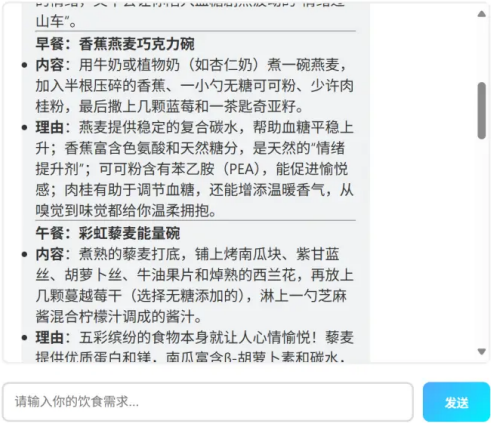 山车”。
早餐：香蕉燕麦巧克力碗
内容：用牛奶或植物奶（如杏仁奶）煮一碗燕麦，
加入半根压碎的香蕉、一小勺无糖可可粉、少许肉
桂粉，最后撒上几颗蓝莓和一茶匙奇亚籽。
理由：燕麦提供稳定的复合碳水，帮助血糖平稳上
升；香蕉富含色氨酸和天然糖分，是天然的“情绪
提升剂”；可可粉含有苯乙胺（PEA），能促进愉悦
感；肉桂有助于调节血糖，还能增添温暖香气，从
嗅觉到味觉都给你温柔拥抱。
午餐：彩虹藜麦能量碗
内容：煮熟的藜麦打底，铺上烤南瓜块、紫甘蓝
丝、胡萝卜丝、牛油果片和焯熟的西兰花，再放上
几颗蔓越莓干（选择无糖添加的），淋上一勺芝麻
酱混合柠檬汁调成的酱汁。
理由：五彩缤纷的食物本身就让人心情愉悦！藜麦
提供优质蛋白和镁，南瓜富含β-胡萝卜素和碳水，
请输入你的饮食需求...
发送